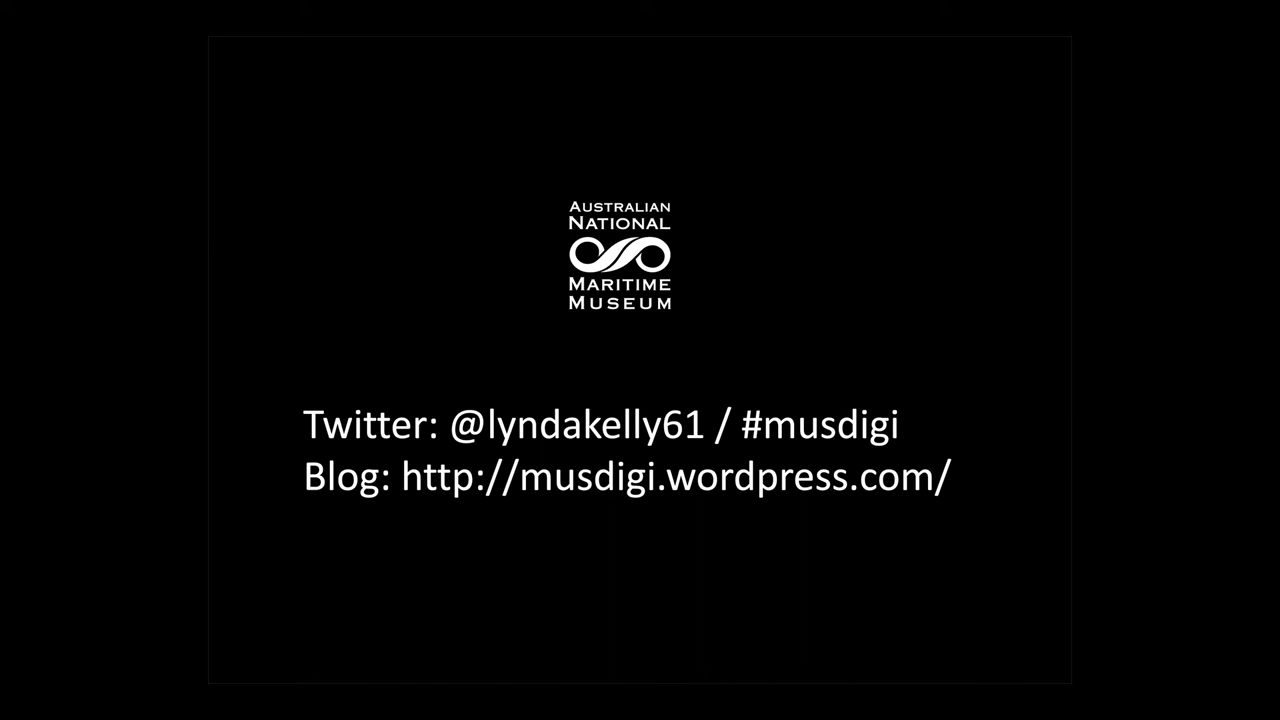 AUSTRALIAN
NATIONAL
MARITIME
MUSEUM
Twitter: @lyndakelly61 / #musdigi
Blog: http://musdigi.wordpress.com/